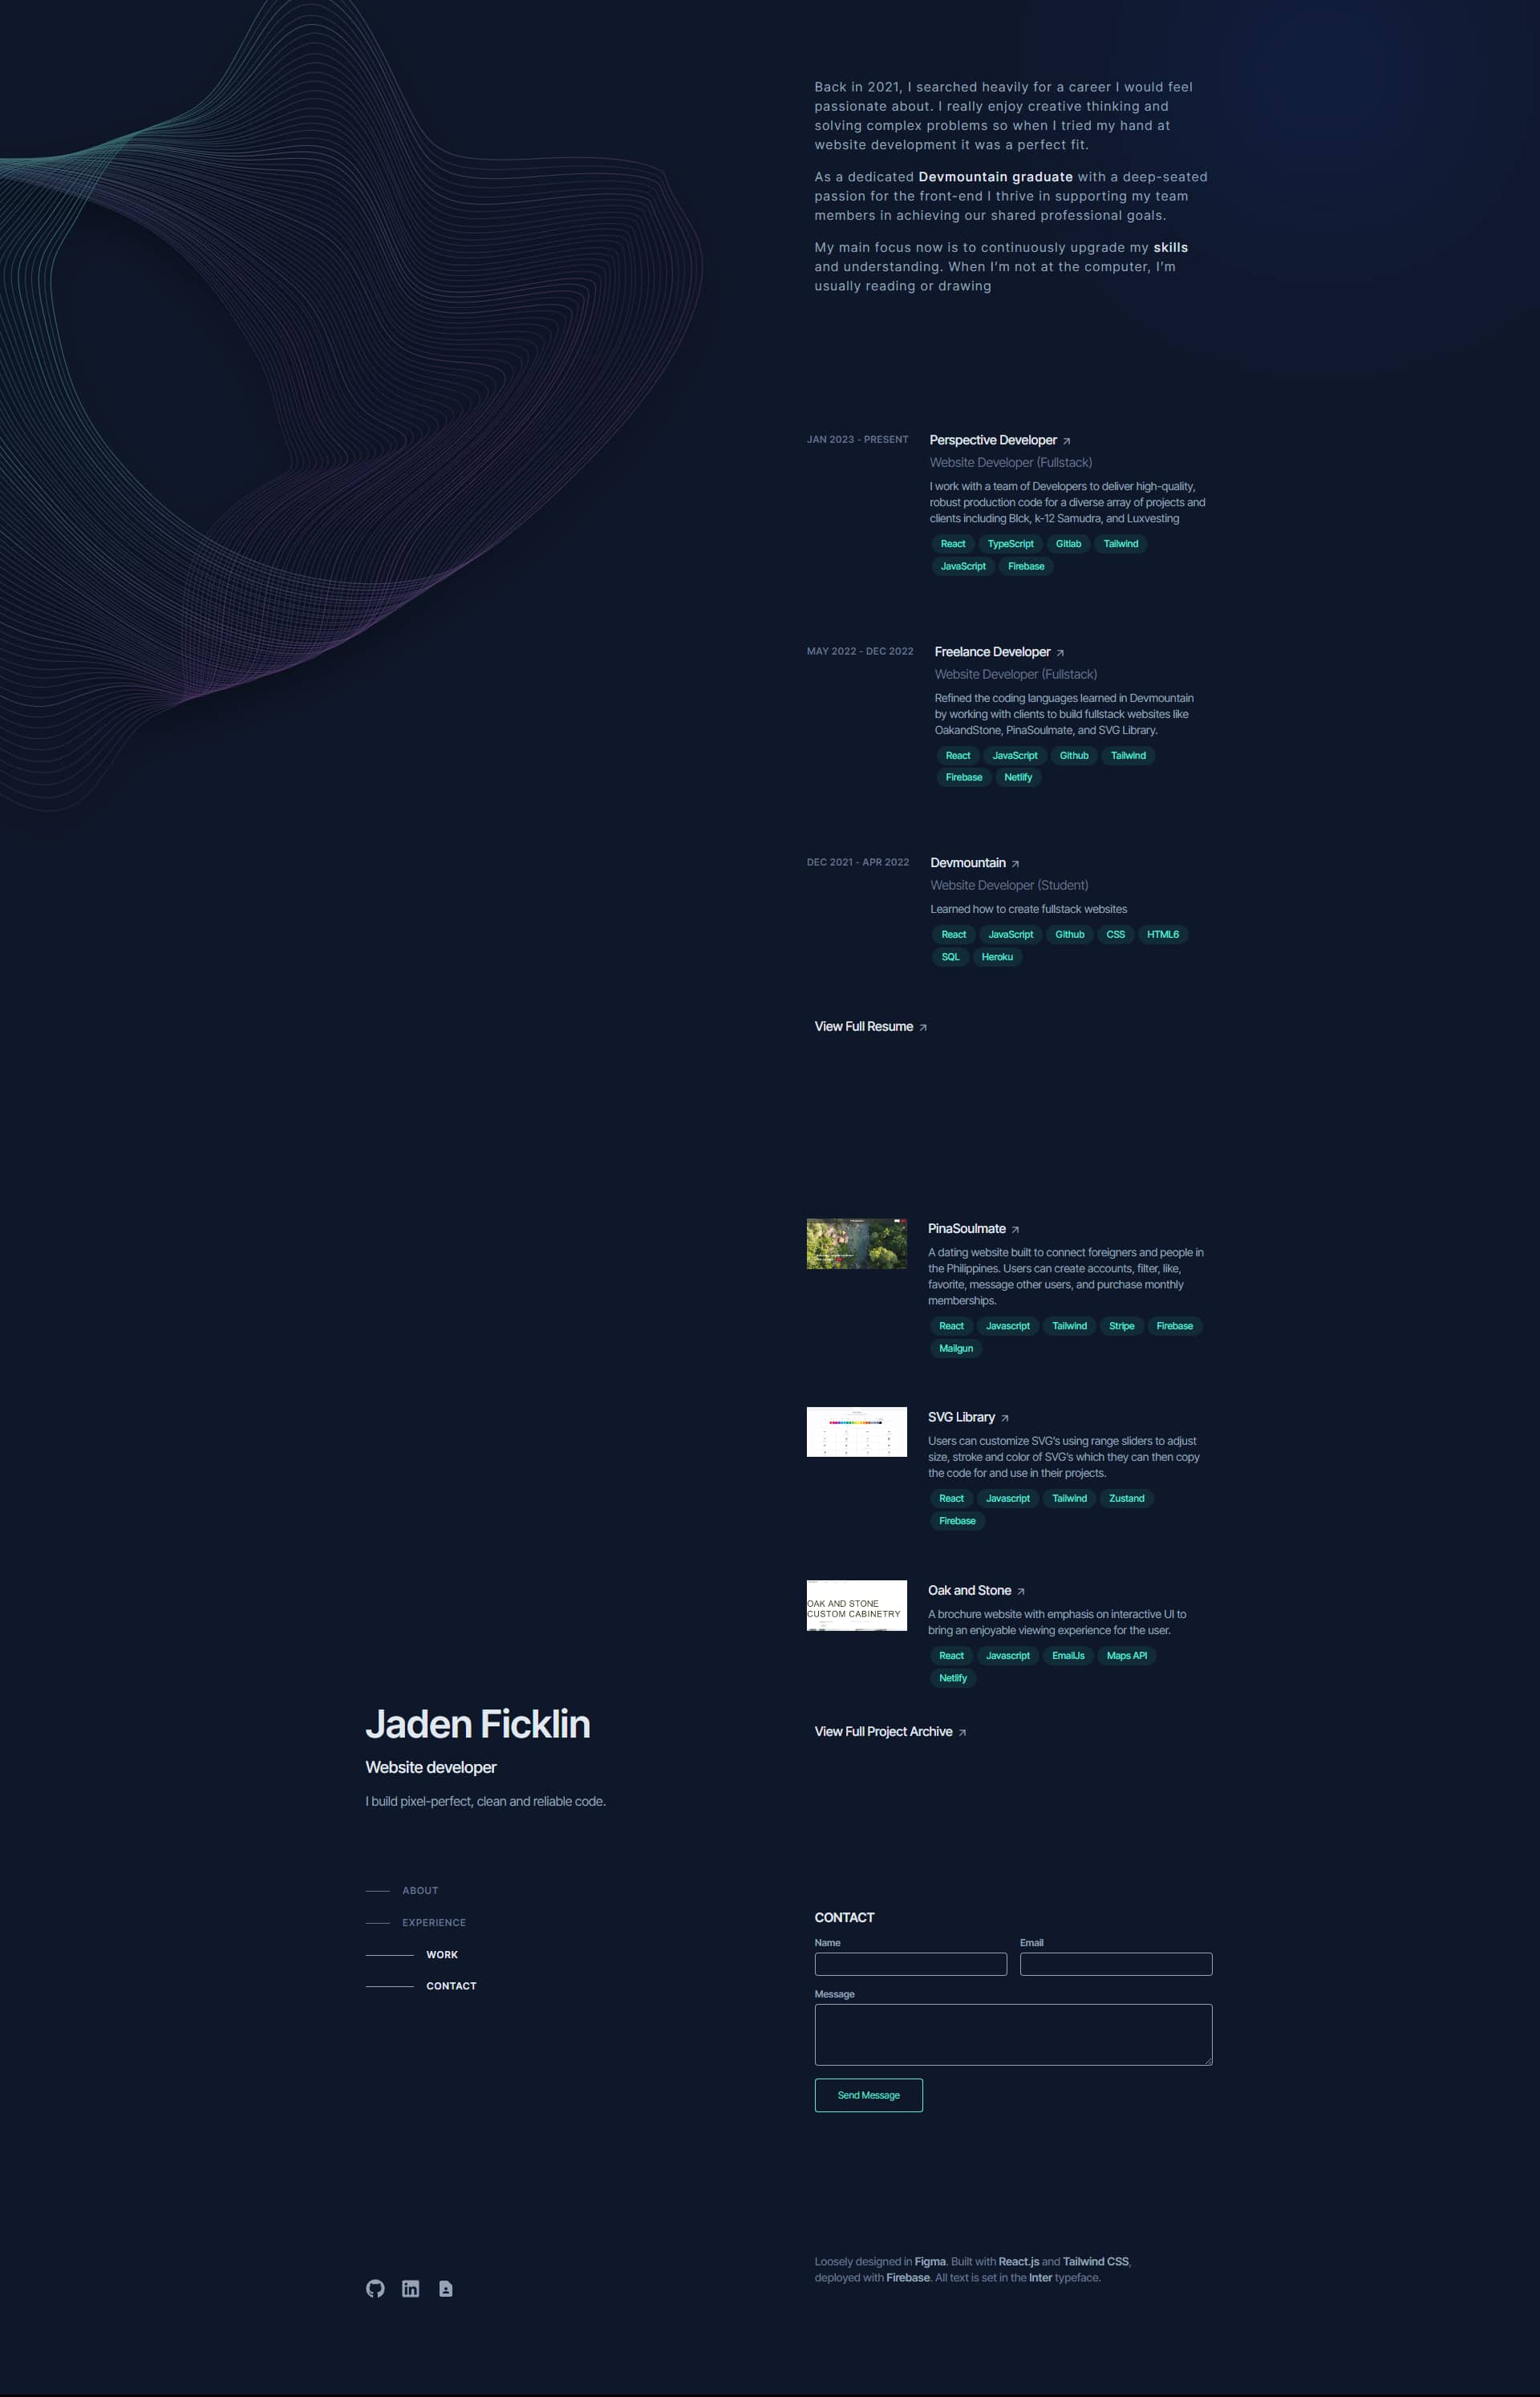 Back in 2021, I searched heavily for a career I would feel
passionate about. I really enjoy creative thinking and
solving complex problems so when I tried my hand at
website development it was a perfect fit.
As a dedicated Devmountain graduate with a deep-seated
passion for the front-end I thrive in supporting my team
members in achieving our shared professional goals.
My main focus now is to continuously upgrade my skills
and understanding. When I'm not at the computer, I'm
usually reading or drawing
JAN 2023 - PRESENT
Perspective Developer
Website Developer (Fullstack)
I work with a team of Developers to deliver high-quality,
robust production code for a diverse array of projects and
clients including Blck, k-12 Samudra, and Luxvesting
React TypeScript Gitlab Tailwind
JavaScript Firebase
MAY 2022 - DEC 2022
Freelance Developer
Website Developer (Fullstack)
Refined the coding languages learned in Devmountain
by working with clients to build fullstack websites like
OakandStone, PinaSoulmate, and SVG Library.
React JavaScript Github Tailwind
Firebase Netlify
DEC 2021 - APR 2022
Devmountain
Website Developer (Student)
Learned how to create fullstack websites
React JavaScript Github CSS HTML6
SQL Heroku
View Full Resume
PinaSoulmate
A dating website built to connect foreigners and people in
the Philippines. Users can create accounts, filter, like,
favorite, message other users, and purchase monthly
memberships.
React Javascript Tailwind Stripe Firebase
Mailgun
SVG Library
Users can customize SVG's using range sliders to adjust
size, stroke and color of SVG's which they can then copy
the code for and use in their projects.
React Javascript Tailwind Zustand
Firebase
OAK AND STONE
CUSTOM CABINETRY
Oak and Stone
A brochure website with emphasis on interactive UI to
bring an enjoyable viewing experience for the user.
React Javascript EmailJs Maps API
Netlify
View Full Project Archive
Jaden Ficklin
Website developer
I build pixel-perfect, clean and reliable code.
ABOUT
EXPERIENCE
WORK
CONTACT
CONTACT
Name Email
Message
Send Message
Loosely designed in Figma. Built with React.js and Tailwind CSS,
deployed with Firebase. All text is set in the Inter typeface.